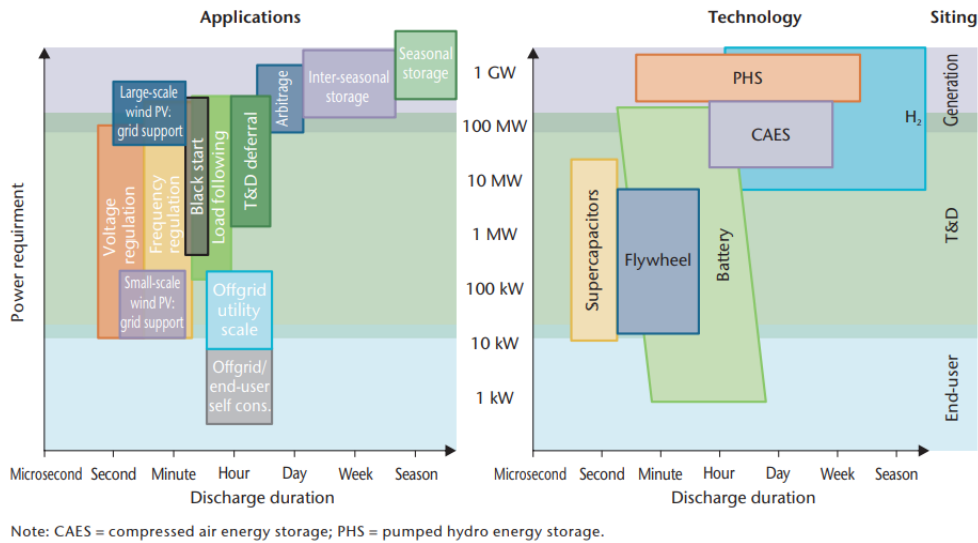 Applications
Technology
Siting
Power requirment
Large-scale
wind PV:
grid support
Voltage
regulation
Frequency
regulation
Small-scale
wind PV:
grid support
Black start
Load following
T&D deferral
Arbitrage
Inter-seasonal
storage
Seasonal
storage
Offgrid
utility
scale
Offgrid/
end-user
self cons.
Microsecond
Second
Minute
Hour
Day
Week
Season
Discharge duration
1 GW
100 MW
10 MW
1 MW
100 kW
10 kW
1 kW
PHS
CAES
H₂
Supercapacitors
Flywheel
Battery
Generation
T&D
End-user
Microsecond
Second
Minute
Hour
Day
Week
Season
Discharge duration
Note: CAES = compressed air energy storage; PHS = pumped hydro energy storage.